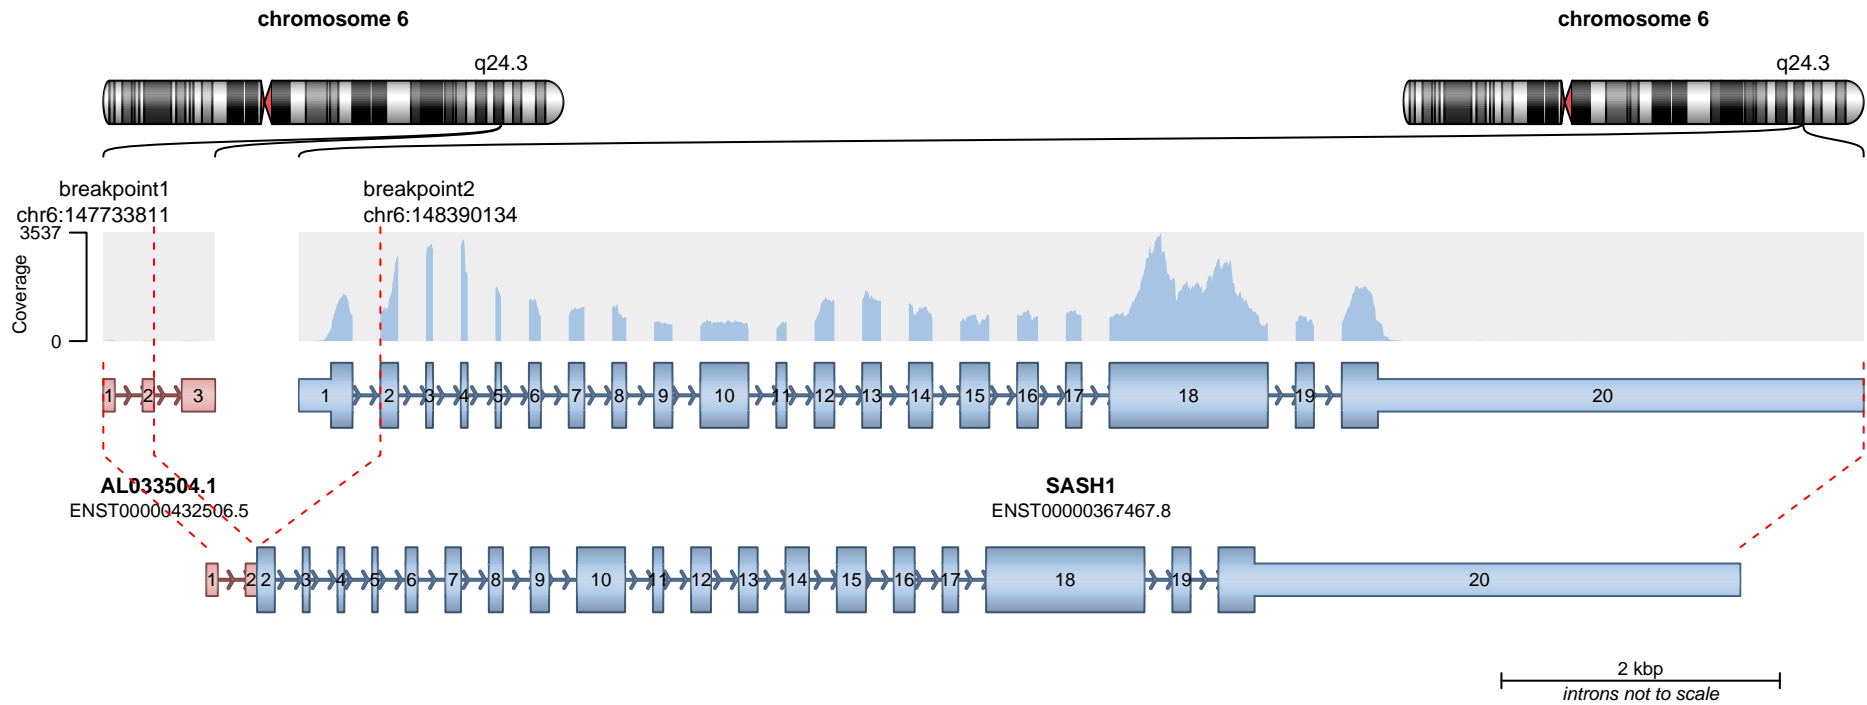 chromosome 6
chromosome 6
q24.3
q24.3
breakpoint1
chr6:147733811
breakpoint2
chr6:148390134
3537
Coverage
0
1 2 3 1 2 3 4 5 6 7 8 9 10 11 12 13 14 15 16 17 18 19 20
AL033504.1
ENST00000432506.5
SASH1
ENST00000367467.8
1 2 2 3 4 5 6 7 8 9 10 11 12 13 14 15 16 17 18 19 20
2 kbp
introns not to scale